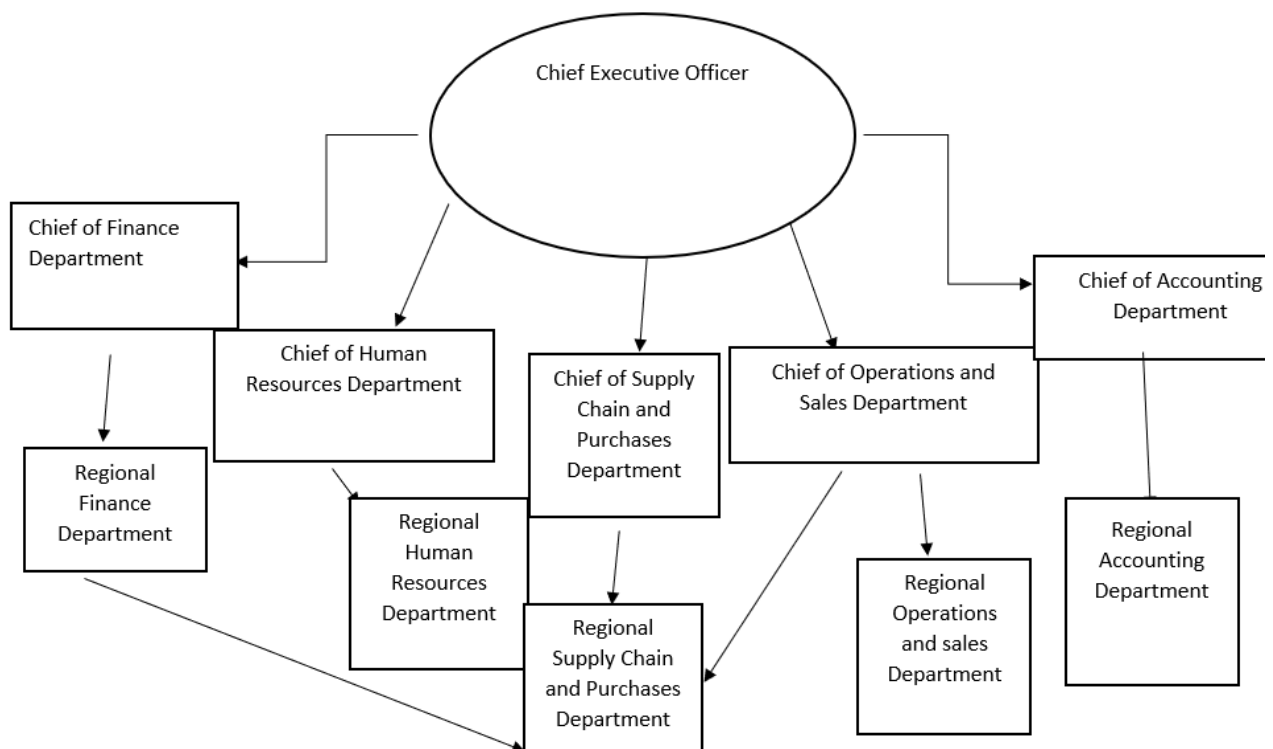 Chief Executive Officer
Chief of Finance
Department
Chief of Human
Resources Department
Chief of Supply
Chain and
Purchases
Department
Chief of Operations and
Sales Department
Chief of Accounting
Department
Regional
Finance
Department
Regional
Human
Resources
Department
Regional
Supply Chain
and Purchases
Department
Regional
Operations
and sales
Department
Regional
Accounting
Department